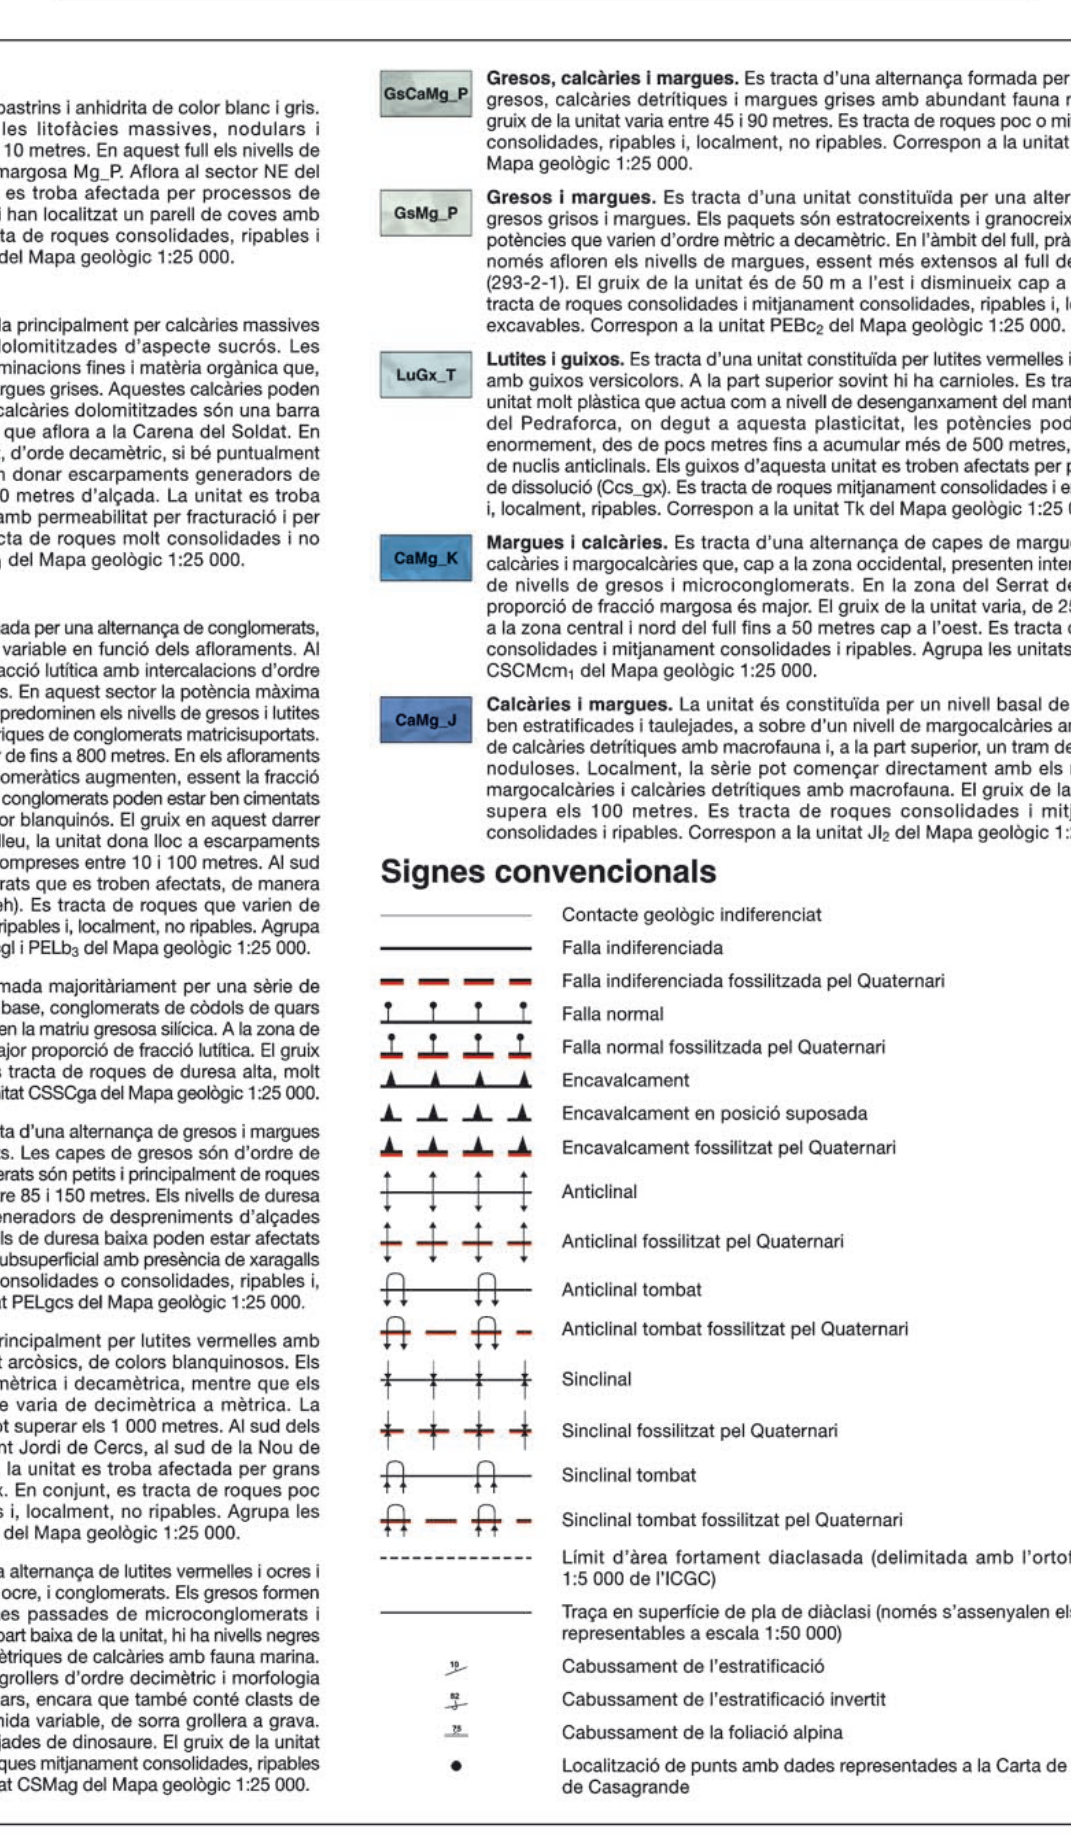 pastrins i anhidrita de color blanc i gris.
les litofàcies massives, nodulars i
10 metres. En aquest full els nivells de
margosa Mg_P. Aflora al sector NE del
es troba afectada per processos de
i han localitzat un parell de coves amb
ta de roques consolidades, ripables i
del Mapa geològic 1:25 000.
la principalment per calcàries massives
dolomititzades d'aspecte sucrós. Les
minacions fines i matèria orgànica que,
rgues grises. Aquestes calcàries poden
calcàries dolomititzades són una barra
que aflora a la Carena del Soldat. En
t, d'orde decamètric, si bé puntualment
n donar escarpaments generadors de
0 metres d'alçada. La unitat es troba
amb permeabilitat per fracturació i per
cta de roques molt consolidades i no
del Mapa geològic 1:25 000.
ada per una alternança de conglomerats,
variable en funció dels afloraments. Al
acció lutítica amb intercalacions d'ordre
s. En aquest sector la potència màxima
predominen els nivells de gresos i lutites
riques de conglomerats matricisuportats.
r de fins a 800 metres. En els afloraments
omeràtics augmenten, essent la fracció
conglomerats poden estar ben cimentats
or blanquinós. El gruix en aquest darrer
lleu, la unitat dona lloc a escarpaments
ompreses entre 10 i 100 metres. Al sud
rats que es troben afectats, de manera
eh). Es tracta de roques que varien de
ripables i, localment, no ripables. Agrupa
cgl i PELb₃ del Mapa geològic 1:25 000.
mada majoritàriament per una sèrie de
base, conglomerats de còdols de quars
en la matriu gresosa silícica. A la zona de
ajor proporció de fracció lutítica. El gruix
s tracta de roques de duresa alta, molt
nitat CSSCga del Mapa geològic 1:25 000.
ta d'una alternança de gresos i margues
ts. Les capes de gresos són d'ordre de
erats són petits i principalment de roques
re 85 i 150 metres. Els nivells de duresa
eneradors de despreniments d'alçades
lls de duresa baixa poden estar afectats
ubsuperficial amb presència de xaragalls
onsolidades o consolidades, ripables i,
at PELgcs del Mapa geològic 1:25 000.
rincipalment per lutites vermelles amb
t arcòsics, de colors blanquinosos. Els
mètrica i decamètrica, mentre que els
e varia de decimètrica a mètrica. La
ot superar els 1 000 metres. Al sud dels
nt Jordi de Cercs, al sud de la Nou de
la unitat es troba afectada per grans
x. En conjunt, es tracta de roques poc
s i, localment, no ripables. Agrupa les
del Mapa geològic 1:25 000.
a alternança de lutites vermelles i ocres i
ocre, i conglomerats. Els gresos formen
es passades de microconglomerats i
part baixa de la unitat, hi ha nivells negres
ètriques de calcàries amb fauna marina.
grollers d'ordre decimètric i morfologia
ars, encara que també conté clasts de
nida variable, de sorra grollera a grava.
jades de dinosaure. El gruix de la unitat
ques mitjanament consolidades, ripables
at CSMag del Mapa geològic 1:25 000.
GsCaMg_P
Gresos, calcàries i margues. Es tracta d'una alternança formada per
gresos, calcàries detrítiques i margues grises amb abundant fauna
gruix de la unitat varia entre 45 i 90 metres. Es tracta de roques poc o mi
consolidades, ripables i, localment, no ripables. Correspon a la unitat
Mapa geològic 1:25 000.
GsMg_P
Gresos i margues. Es tracta d'una unitat constituïda per una alter
gresos grisos i margues. Els paquets són estratocreixents i granocreix
potències que varien d'ordre mètric a decamètric. En l'àmbit del full, prà
només afloren els nivells de margues, essent més extensos al full de
(293-2-1). El gruix de la unitat és de 50 m a l'est i disminueix cap a
tracta de roques consolidades i mitjanament consolidades, ripables i, l
excavables. Correspon a la unitat PEBc₂ del Mapa geològic 1:25 000.
LuGx_T
Lutites i guixos. Es tracta d'una unitat constituïda per lutites vermelles i
amb guixos versicolors. A la part superior sovint hi ha carnioles. Es tra
unitat molt plàstica que actua com a nivell de desenganxament del mant
del Pedraforca, on degut a aquesta plasticitat, les potències pod
enormement, des de pocs metres fins a acumular més de 500 metres,
de nuclis anticlinals. Els guixos d'aquesta unitat es troben afectats per p
de dissolució (Ccs_gx). Es tracta de roques mitjanament consolidades i e
i, localment, ripables. Correspon a la unitat Tk del Mapa geològic 1:25 0
CaMg_K
Margues i calcàries. Es tracta d'una alternança de capes de margu
calcàries i margocalcàries que, cap a la zona occidental, presenten inter
de nivells de gresos i microconglomerats. En la zona del Serrat de
proporció de fracció margosa és major. El gruix de la unitat varia, de 25
a la zona central i nord del full fins a 50 metres cap a l'oest. Es tracta
consolidades i mitjanament consolidades i ripables. Agrupa les unitats
CSCMcm₁ del Mapa geològic 1:25 000.
CaMg_J
Calcàries i margues. La unitat és constituïda per un nivell basal de
ben estratificades i taulejades, a sobre d'un nivell de margocalcàries a
de calcàries detrítiques amb macrofauna i, a la part superior, un tram de
noduloses. Localment, la sèrie pot començar directament amb els
margocalcàries i calcàries detrítiques amb macrofauna. El gruix de la
supera els 100 metres. Es tracta de roques consolidades i mitj
consolidades i ripables. Correspon a la unitat Jl₂ del Mapa geològic 1:
Signes convencionals
Contacte geològic indiferenciat
Falla indiferenciada
Falla indiferenciada fossilitzada pel Quaternari
Falla normal
Falla normal fossilitzada pel Quaternari
Encavalcament
Encavalcament en posició suposada
Encavalcament fossilitzat pel Quaternari
Anticlinal
Anticlinal fossilitzat pel Quaternari
Anticlinal tombat
Anticlinal tombat fossilitzat pel Quaternari
Sinclinal
Sinclinal fossilitzat pel Quaternari
Sinclinal tombat
Sinclinal tombat fossilitzat pel Quaternari
Límit d'àrea fortament diaclasada (delimitada amb l'ortof
1:5 000 de l'ICGC)
Traça en superfície de pla de diàclasi (només s'assenyalen els
representables a escala 1:50 000)
10
Cabussament de l'estratificació
82
Cabussament de l'estratificació invertit
75
Cabussament de la foliació alpina
Localització de punts amb dades representades a la Carta de
de Casagrande